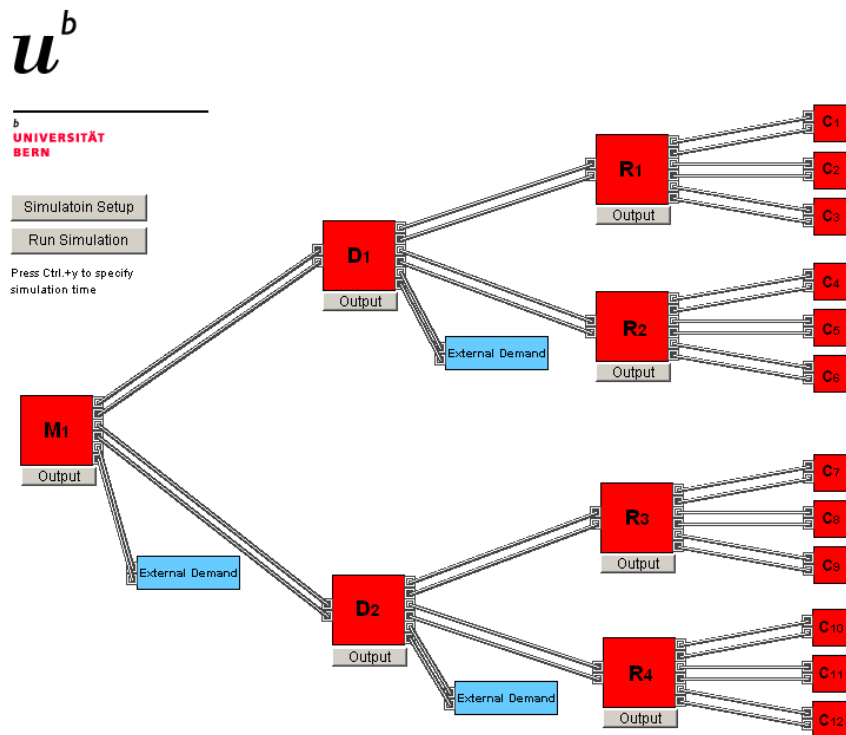 u b
b
UNIVERSITÄT
BERN
Simulatoin Setup
Run Simulation
Press Ctrl.+y to specify
simulation time
M1
Output
External Demand
D1
Output
External Demand
D2
Output
External Demand
R1
Output
R2
Output
R3
Output
R4
Output
C1
C2
C3
C4
C5
C6
C7
C8
C9
C10
C11
C12